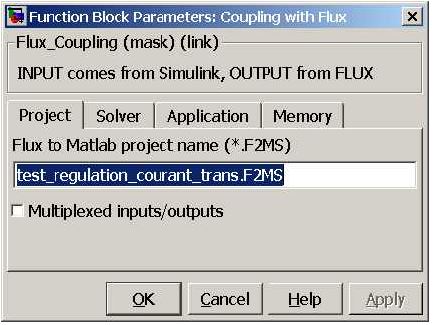 Function Block Parameters: Coupling with Flux
Flux_Coupling (mask) (link)
INPUT comes from Simulink, OUTPUT from FLUX
Project Solver Application Memory
Flux to Matlab project name (*.F2MS)
test_regulation_courant_trans.F2MS
Multiplexed inputs/outputs
OK Cancel Help Apply